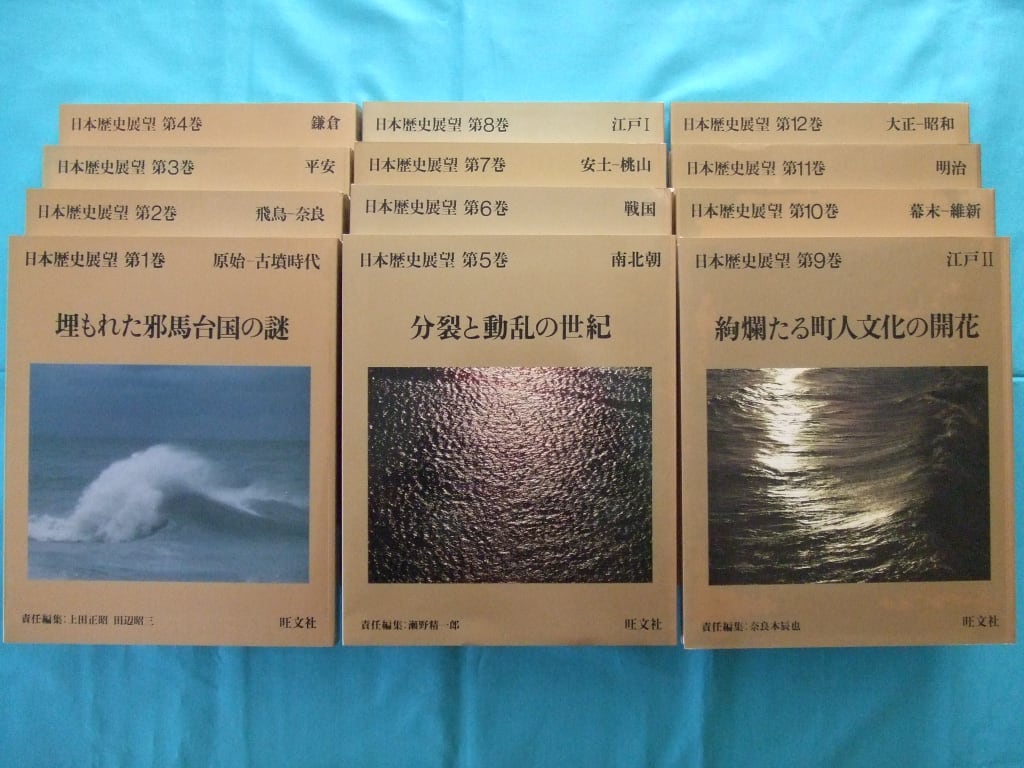 日本歴史展望 第4巻 鎌倉
日本歴史展望 第3巻 平安
日本歴史展望 第2巻 飛鳥–奈良
日本歴史展望 第1巻 原始–古墳時代
埋もれた邪馬台国の謎
責任編集:上田正昭 田辺昭三 旺文社
日本歴史展望 第8巻 江戸I
日本歴史展望 第7巻 安土–桃山
日本歴史展望 第6巻 戦国
日本歴史展望 第5巻 南北朝
分裂と動乱の世紀
責任編集:瀬野精一郎 旺文社
日本歴史展望 第12巻 大正–昭和
日本歴史展望 第11巻 明治
日本歴史展望 第10巻 幕末–維新
日本歴史展望 第9巻 江戸II
絢爛たる町人文化の開花
責任編集:奈良本辰也 旺文社